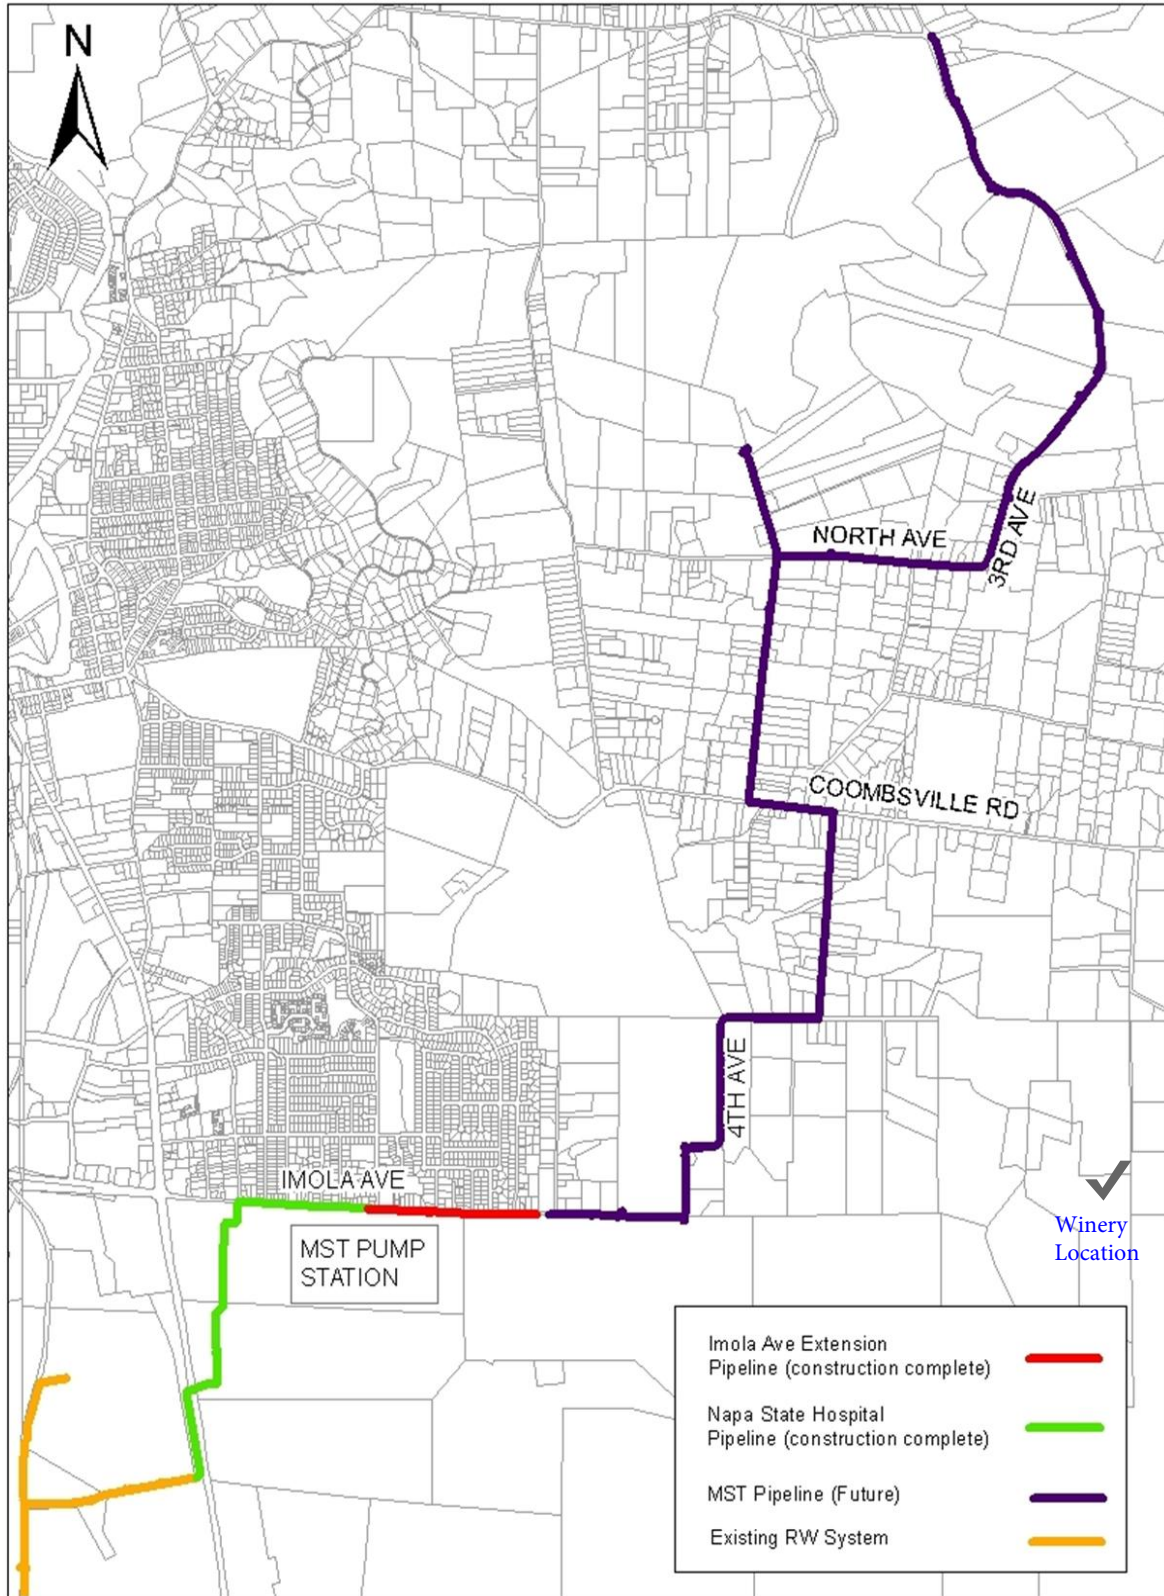 N
NORTH AVE
3RD AVE
COOMBSVILLE RD
4TH AVE
IMOLA AVE
MST PUMP
STATION
Winery
Location
Imola Ave Extension
Pipeline (construction complete)
Napa State Hospital
Pipeline (construction complete)
MST Pipeline (Future)
Existing RW System